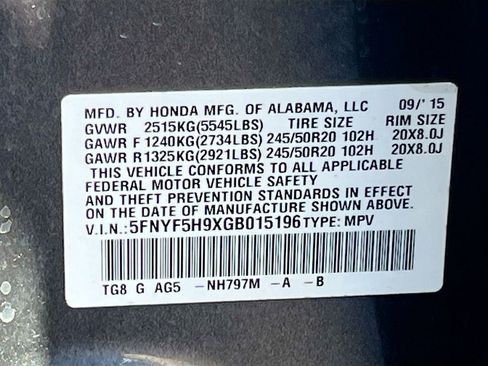 MFD. BY HONDA MFG. OF ALABAMA, LLC 09/'15
GVWR 2515KG(5545LBS) TIRE SIZE RIM SIZE
GAWR F 1240KG(2734LBS) 245/50R20 102H 20X8.0J
GAWR R 1325KG(2921LBS) 245/50R20 102H 20X8.0J
THIS VEHICLE CONFORMS TO ALL APPLICABLE
FEDERAL MOTOR VEHICLE SAFETY
AND THEFT PREVENTION STANDARDS IN EFFECT
ON THE DATE OF MANUFACTURE SHOWN ABOVE.
V.I.N.: 5FNYF5H9XGB015196 TYPE: MPV
TG8 G AG5 -NH797M -A -B